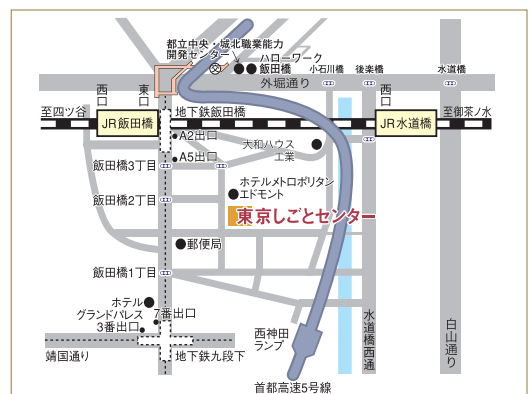 都立中央・城北職業能力
開発センター
ハローワーク
飯田橋
小石川橋
後楽橋
水道橋
外堀通り
西口
東口
西口
至四ツ谷
JR飯田橋
地下鉄飯田橋
JR水道橋
至御茶ノ水
A2出口
大和ハウス
工業
A5出口
飯田橋3丁目
ホテルメトロポリタン
エドモント
飯田橋2丁目
東京しごとセンター
郵便局
飯田橋1丁目
ホテル
グランドパレス
7番出口
3番出口
西神田
ランプ
水道橋西通
白山通り
靖国通り
地下鉄九段下
首都高速5号線